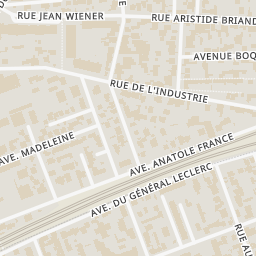 RUE JEAN WIENER
RUE ARISTIDE BRIAND
AVENUE BOQ
RUE DE L'INDUSTRIE
AVE. MADELEINE
AVE. ANATOLE FRANCE
AVE. DU GÉNÉRAL LECLERC
RUE AU